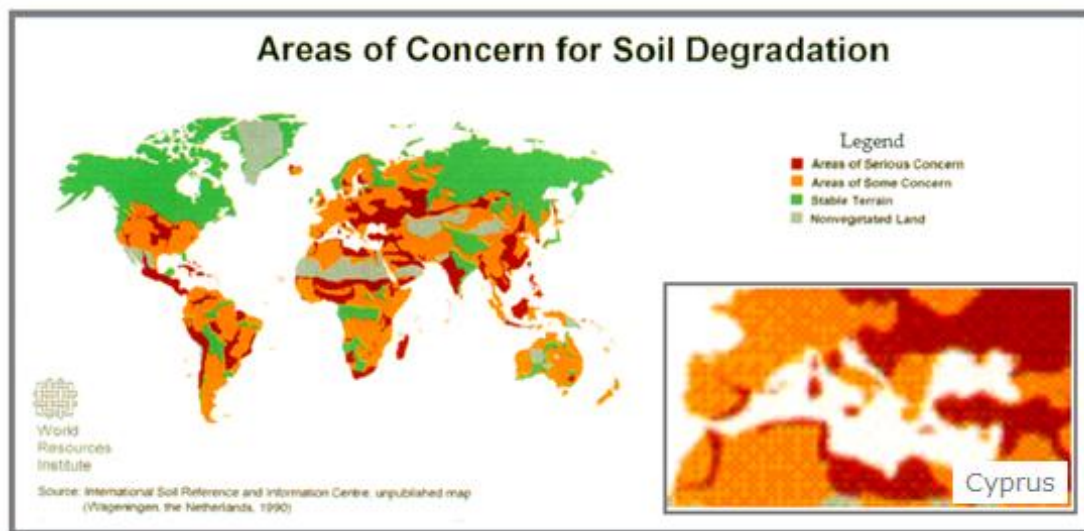 Areas of Concern for Soil Degradation
Legend
Areas of Serious Concern
Areas of Some Concern
Stable Terrain
Nonvegetated Land
World
Resources
Institute
Source: International Soil Reference and Information Centre. unpublished map
(Wageningen, the Netherlands, 1990)
Cyprus